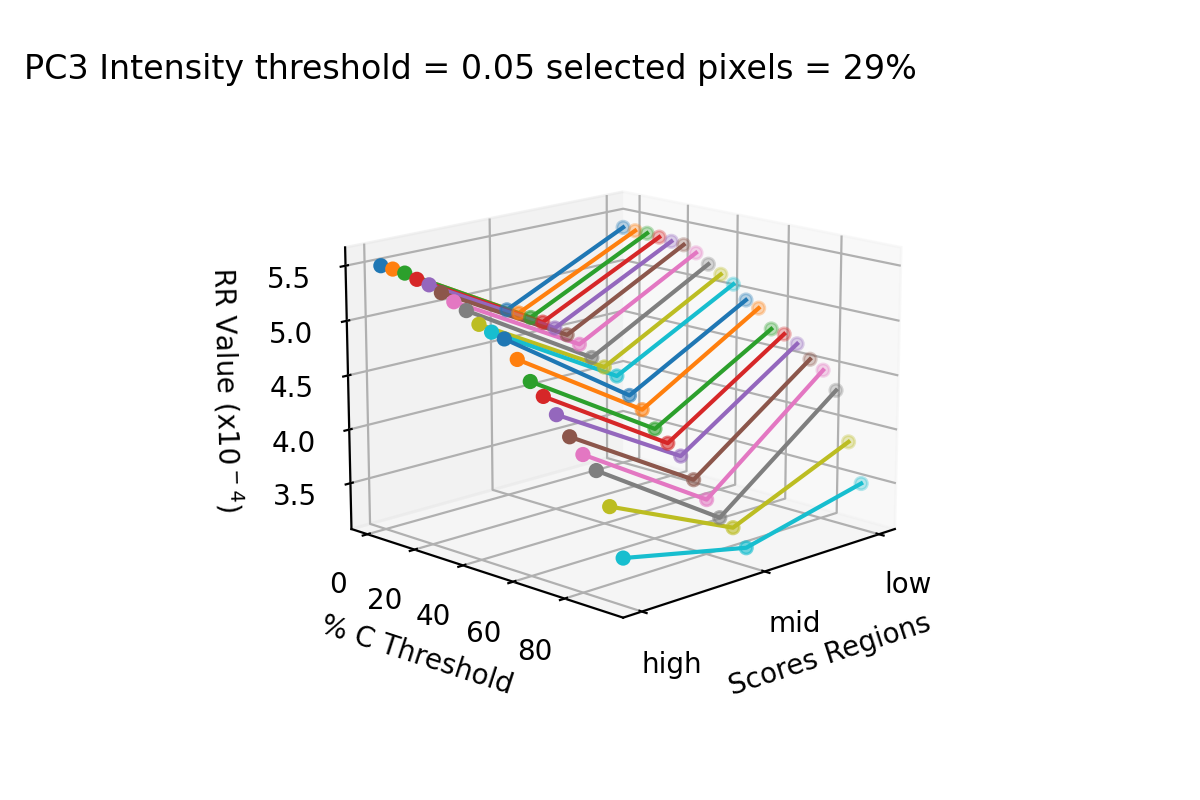 PC3 Intensity threshold = 0.05 selected pixels = 29%
RR Value (x10⁻⁴)
5.5
5.0
4.5
4.0
3.5
0
20
40
60
80
% C Threshold
high
mid
low
Scores Regions